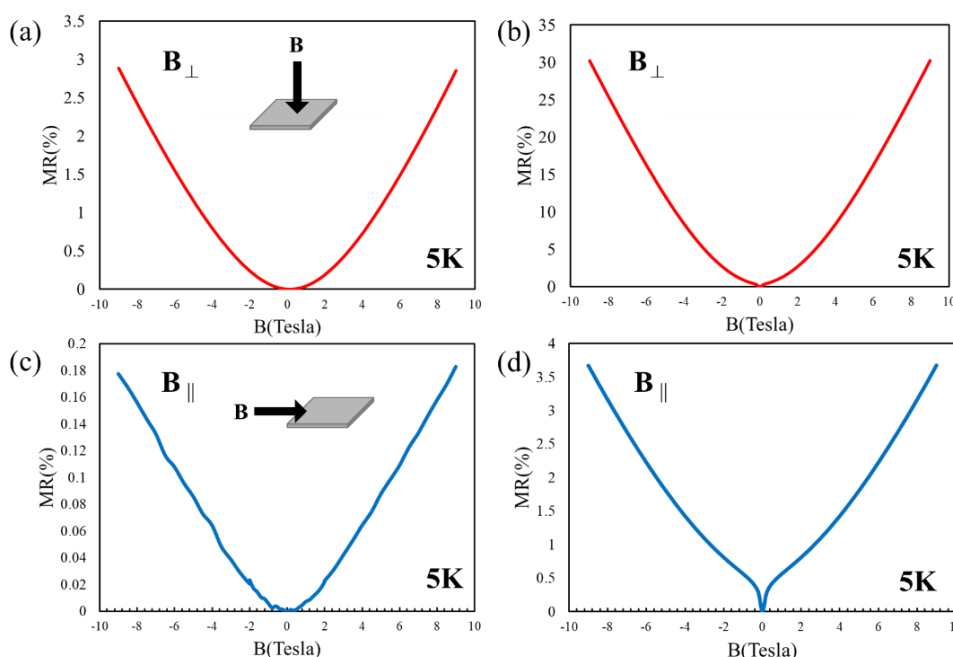 (a)
B⊥
B
MR(%)
3.5
3
2.5
2
1.5
1
0.5
0
5K
-10 -8 -6 -4 -2 0 2 4 6 8 10
B(Tesla)
(b)
B⊥
MR(%)
35
30
25
20
15
10
5
0
5K
-10 -8 -6 -4 -2 0 2 4 6 8 10
B(Tesla)
(c)
B||
B
MR(%)
0.2
0.18
0.16
0.14
0.12
0.1
0.08
0.06
0.04
0.02
0
5K
-10 -8 -6 -4 -2 0 2 4 6 8 10
B(Tesla)
(d)
B||
MR(%)
4
3.5
3
2.5
2
1.5
1
0.5
0
5K
-10 -8 -6 -4 -2 0 2 4 6 8
B(Tesla)